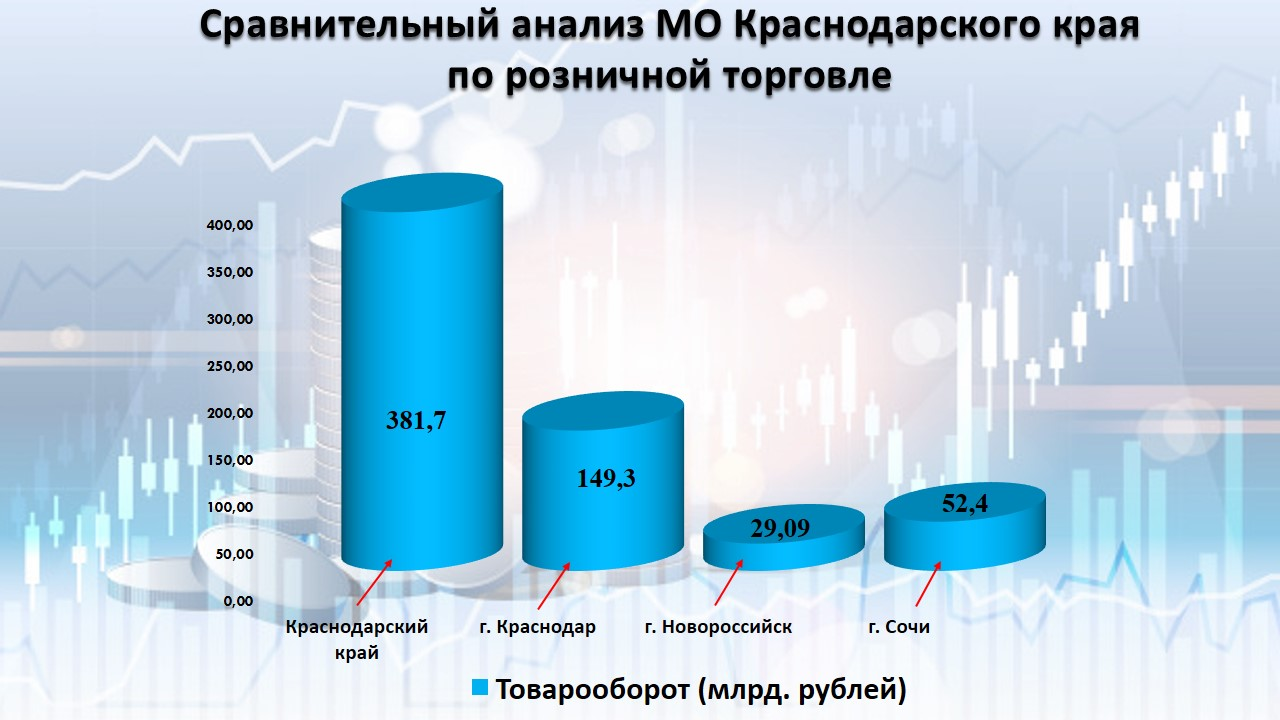 Сравнительный анализ МО Краснодарского края
по розничной торговле
400,00
350,00
300,00
250,00
200,00
150,00
100,00
50,00
0,00
381,7
149,3
29,09
52,4
Краснодарский
край
г. Краснодар
г. Новороссийск
г. Сочи
Товарооборот (млрд. рублей)